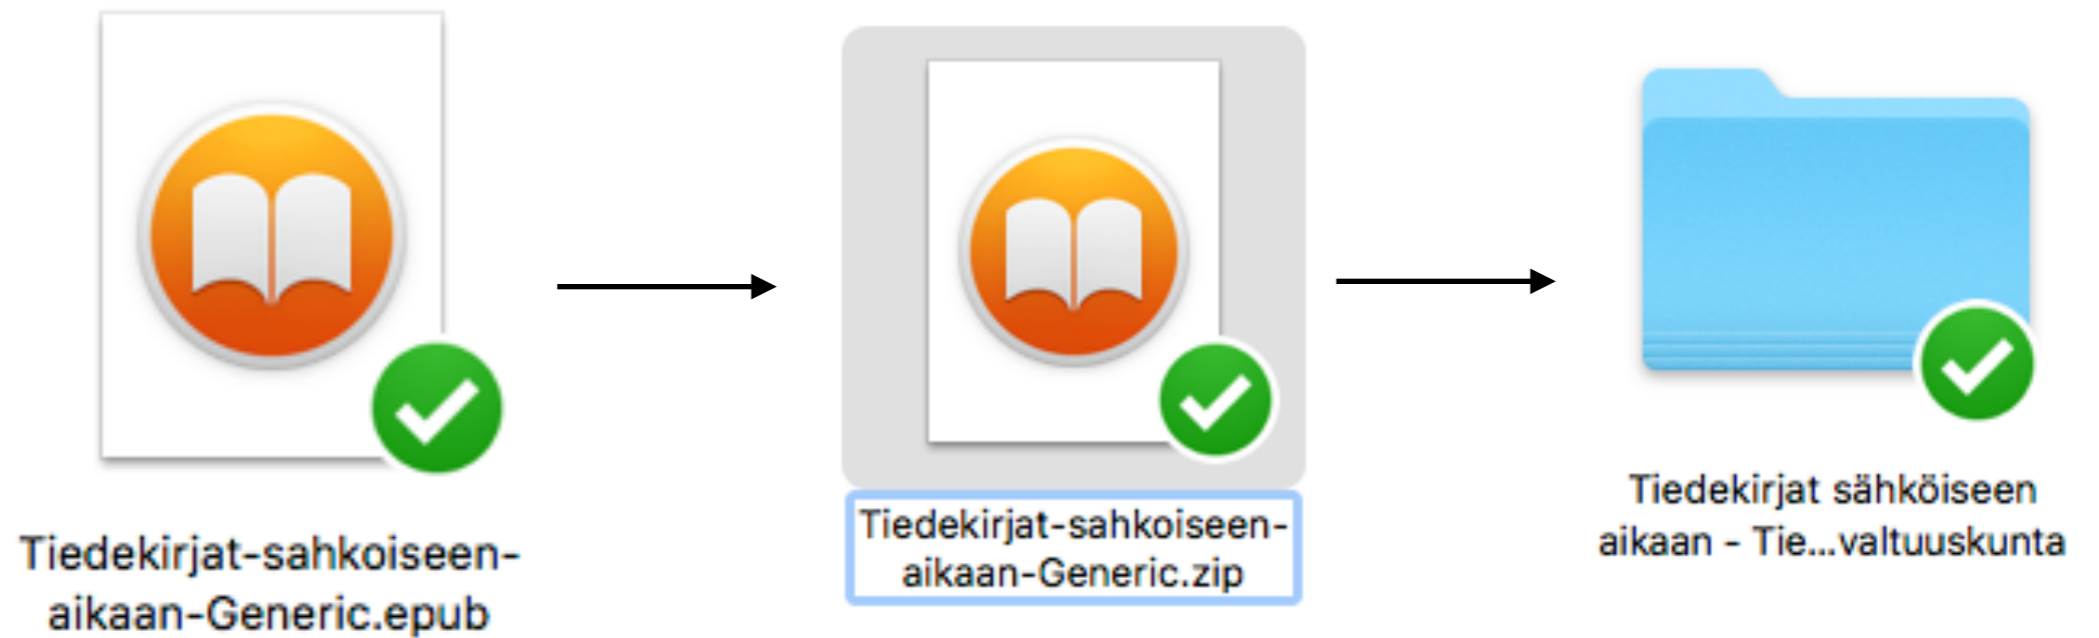 Tiedekirjat-sahkoiseen-
aikaan-Generic.epub
Tiedekirjat-sahkoiseen-
aikaan-Generic.zip
Tiedekirjat sähköiseen
aikaan - Tie...valtuuskunta